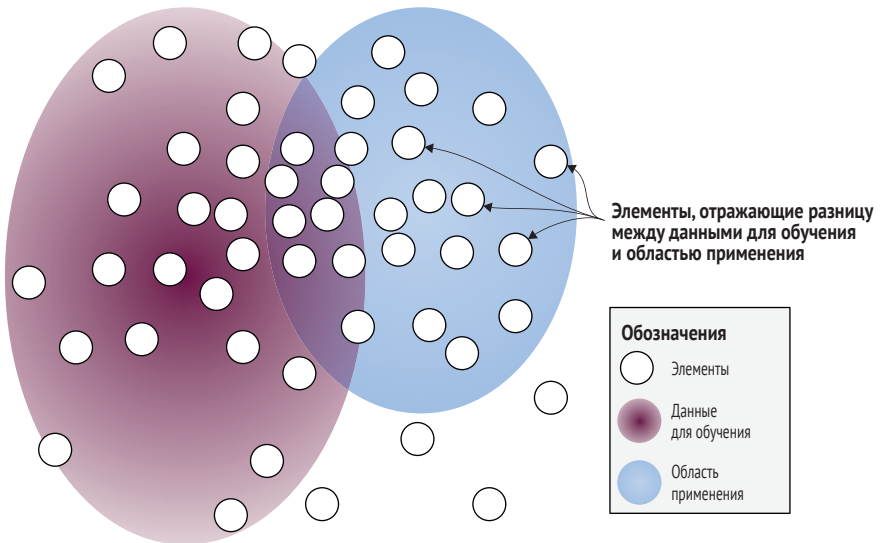 Элементы, отражающие разницу
между данными для обучения
и областью применения
Обозначения
Элементы
Данные
для обучения
Область
применения